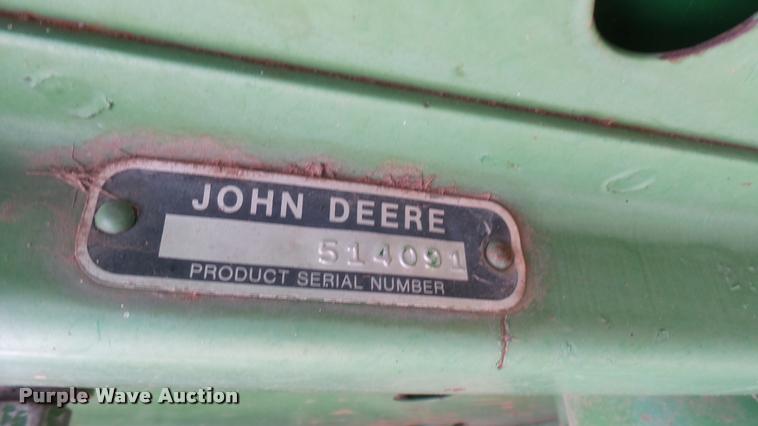 JOHN DEERE
514091
PRODUCT SERIAL NUMBER
Purple Wave Auction